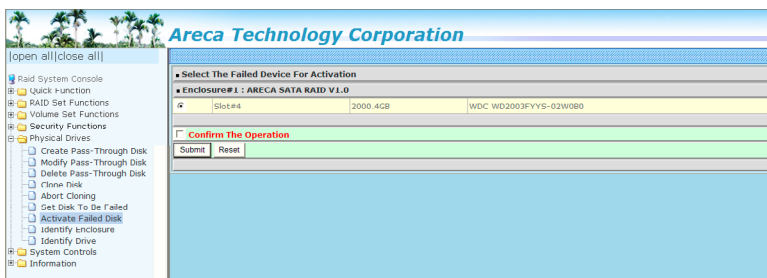 Areca Technology Corporation
|open all|close all|
Raid System Console
Quick Function
RAID Set Functions
Volume Set Functions
Security Functions
Physical Drives
Create Pass-Through Disk
Modify Pass-Through Disk
Delete Pass-Through Disk
Clone Disk
Abort Cloning
Set Disk To Be Failed
Activate Failed Disk
Identify Enclosure
Identify Drive
System Controls
Information
Select The Failed Device For Activation
Enclosure#1 : ARECA SATA RAID V1.0
Slot#4 2000.4GB WDC WD2003FYYS-02W0B0
Confirm The Operation
Submit Reset